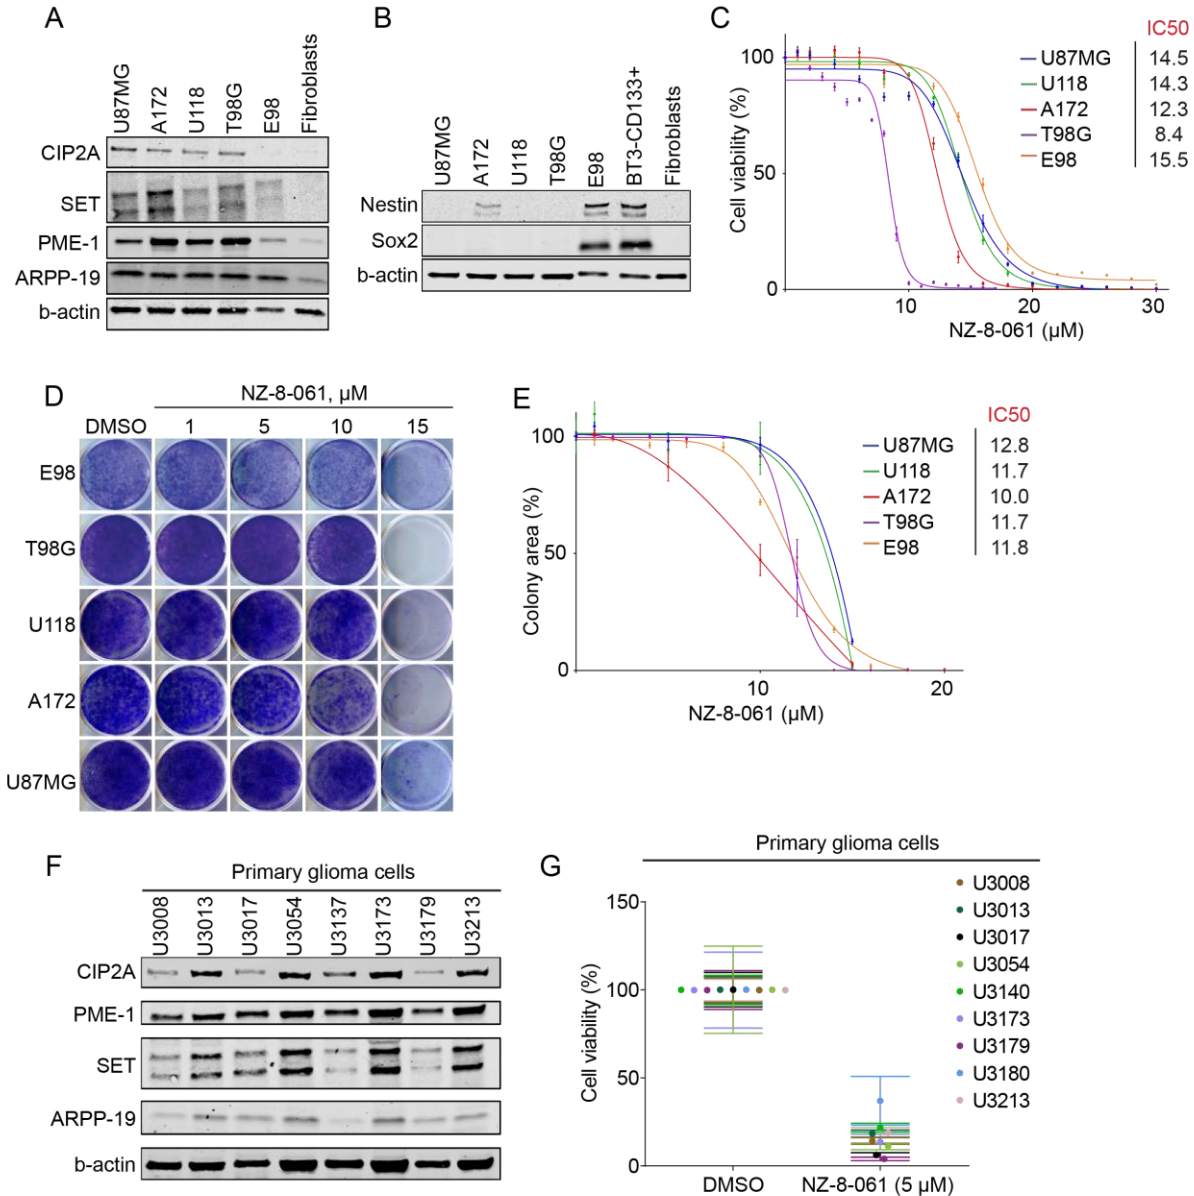 A
U87MG
A172
U118
T98G
E98
Fibroblasts
CIP2A
SET
PME-1
ARPP-19
b-actin
B
U87MG
A172
U118
T98G
E98
BT3-CD133+
Fibroblasts
Nestin
Sox2
b-actin
C
IC50
U87MG 14.5
U118 14.3
A172 12.3
T98G 8.4
E98 15.5
Cell viability (%)
100
50
0
10 20 30
NZ-8-061 (µM)
D
NZ-8-061, µM
DMSO 1 5 10 15
E98
T98G
U118
A172
U87MG
E
IC50
U87MG 12.8
U118 11.7
A172 10.0
T98G 11.7
E98 11.8
Colony area (%)
100
50
0
10 20
NZ-8-061 (µM)
F
Primary glioma cells
U3008
U3013
U3017
U3054
U3137
U3173
U3179
U3213
CIP2A
PME-1
SET
ARPP-19
b-actin
G
Primary glioma cells
Cell viability (%)
150
100
50
0
DMSO NZ-8-061 (5 µM)
U3008
U3013
U3017
U3054
U3140
U3173
U3179
U3180
U3213